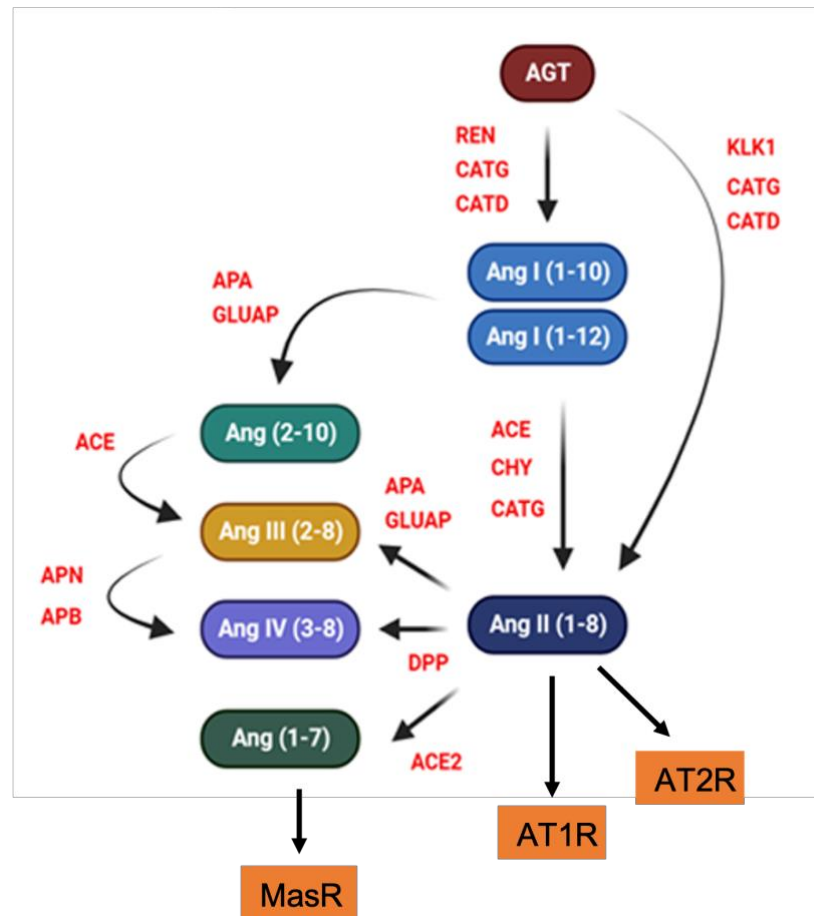 AGT
REN
CATG
CATD
KLK1
CATG
CATD
Ang I (1-10)
Ang I (1-12)
APA
GLUAP
Ang (2-10)
ACE
ACE
CHY
CATG
APA
GLUAP
Ang III (2-8)
APN
APB
Ang IV (3-8)
Ang II (1-8)
DPP
Ang (1-7)
ACE2
AT2R
AT1R
MasR